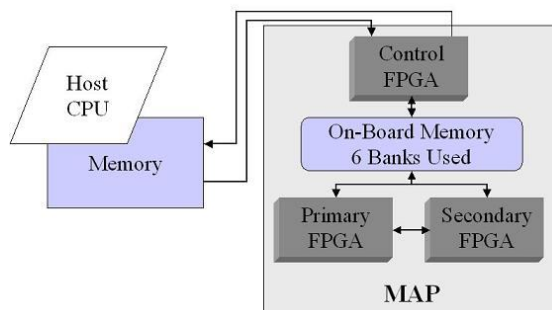 Host
CPU
Memory
Control
FPGA
On-Board Memory
6 Banks Used
Primary
FPGA
Secondary
FPGA
MAP